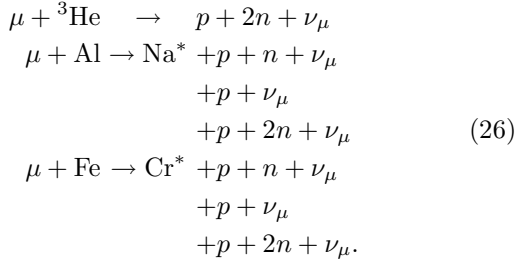 μ + ³He → p + 2n + ν_μ
μ + Al → Na* +p + n + ν_μ
+p + ν_μ
+p + 2n + ν_μ (26)
μ + Fe → Cr* +p + n + ν_μ
+p + ν_μ
+p + 2n + ν_μ.